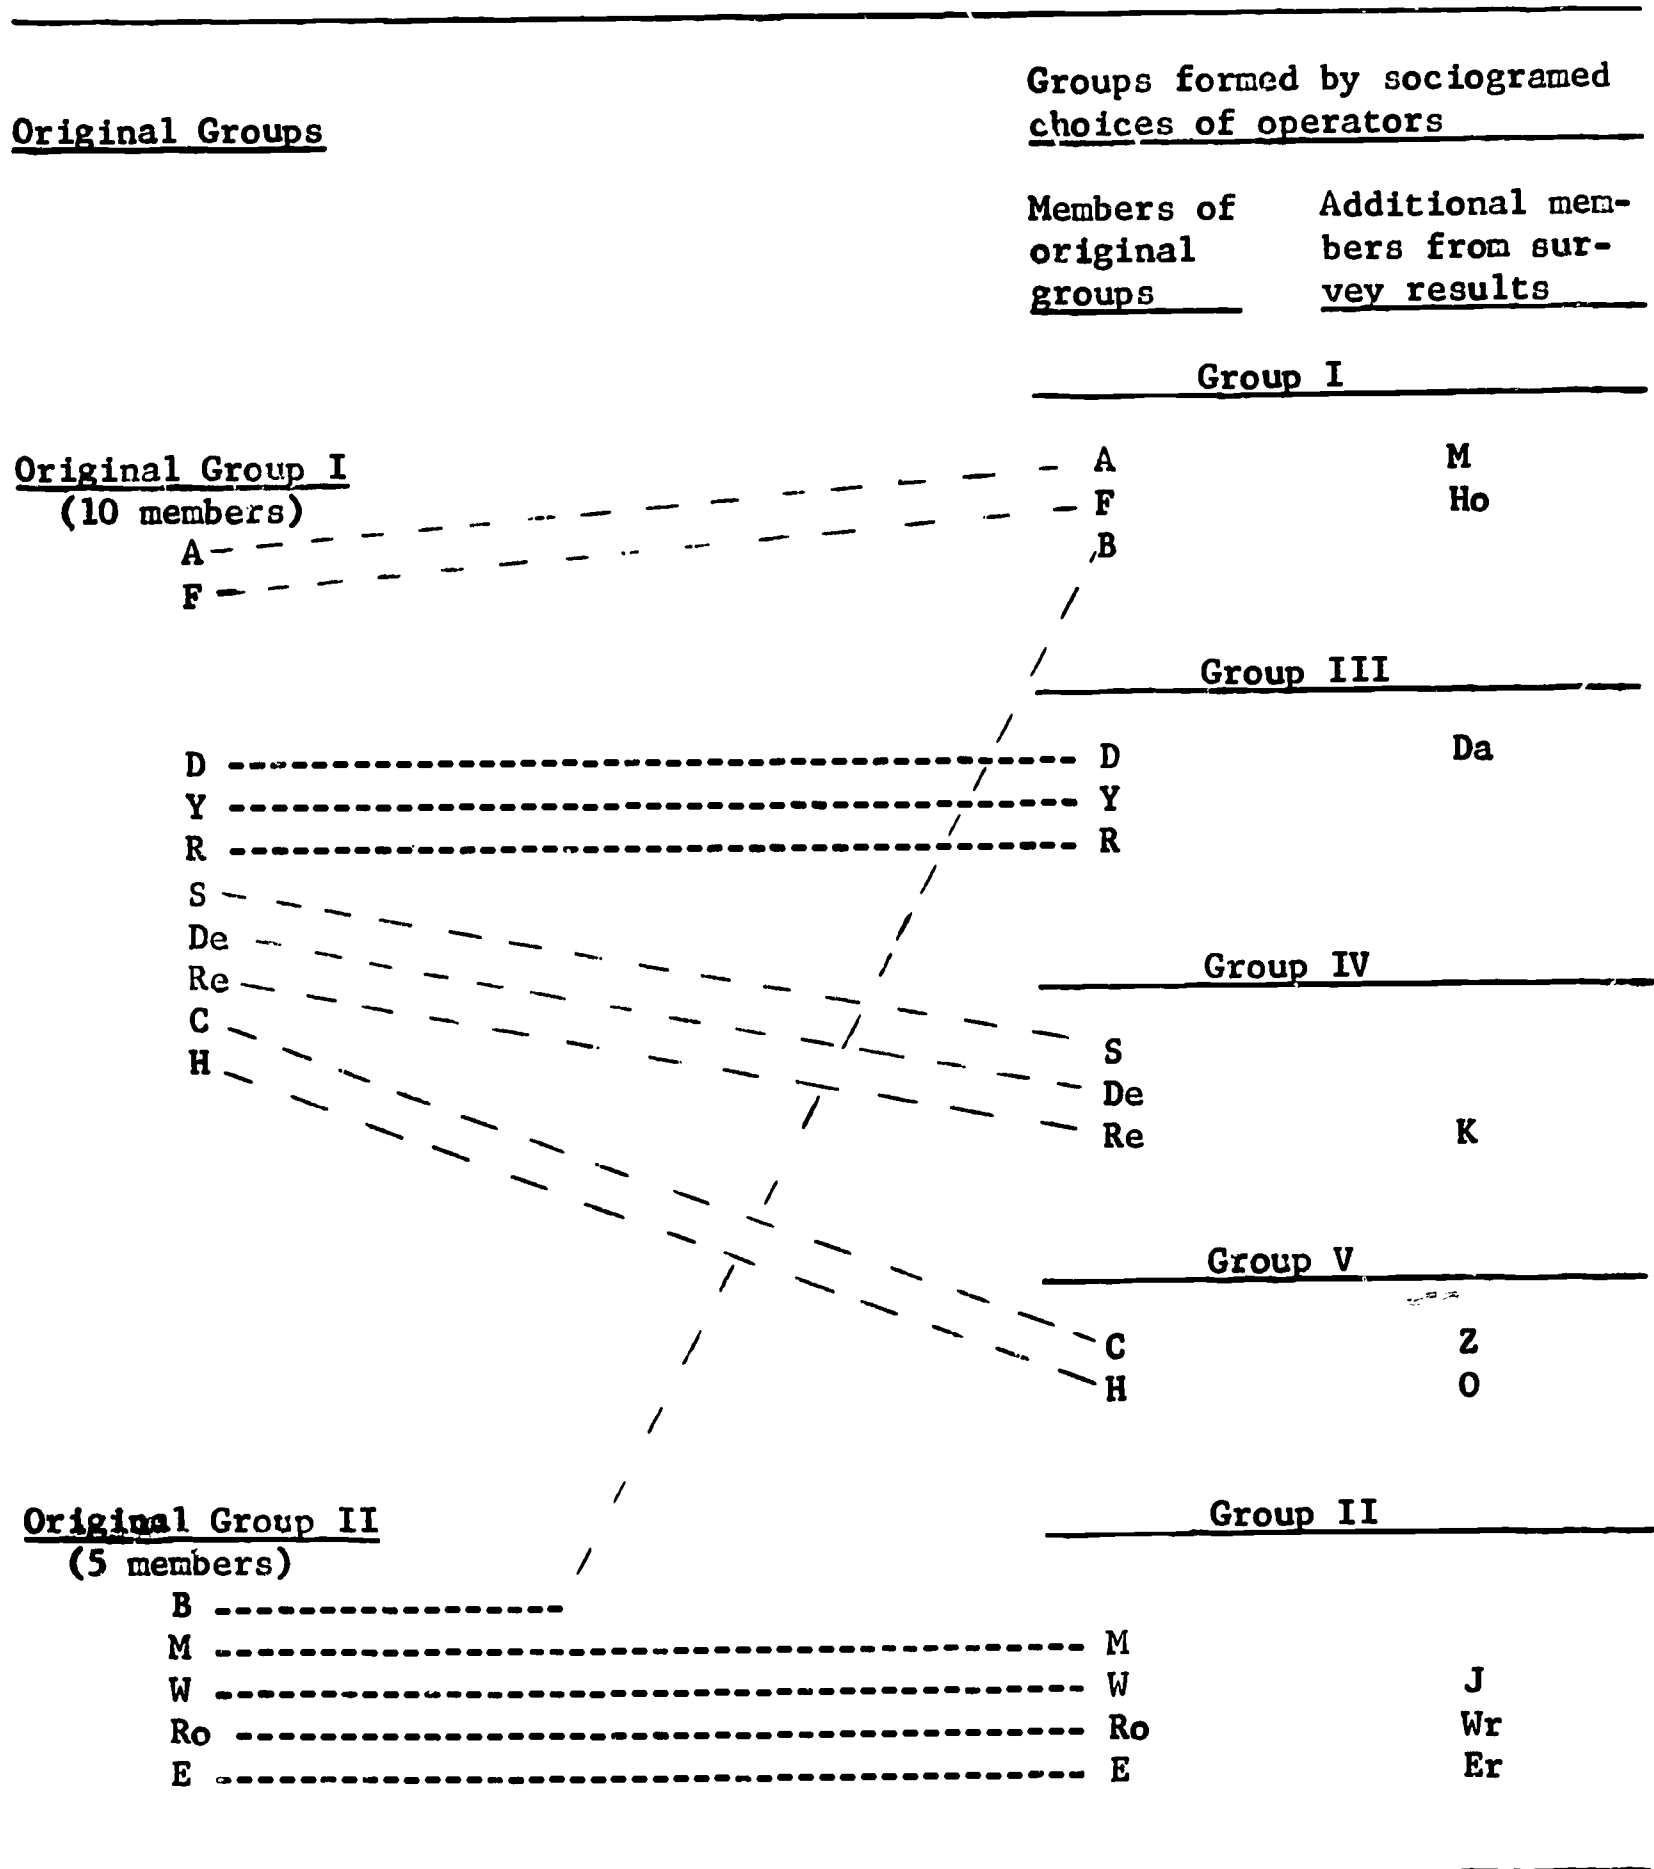 Groups formed by sociogramed
Original Groups
choices of operators
Members of
original
groups
Additional mem-
bers from sur-
vey results
Group I
Original Group I
(10 members)
A A M
F F Ho
B
Group III
D D Da
Y Y
R R
S
De
Re
C
H
Group IV
S
De
Re K
Group V
C Z
H O
Original Group II
(5 members)
Group II
B
M M
W W J
Ro Ro Wr
E E Er